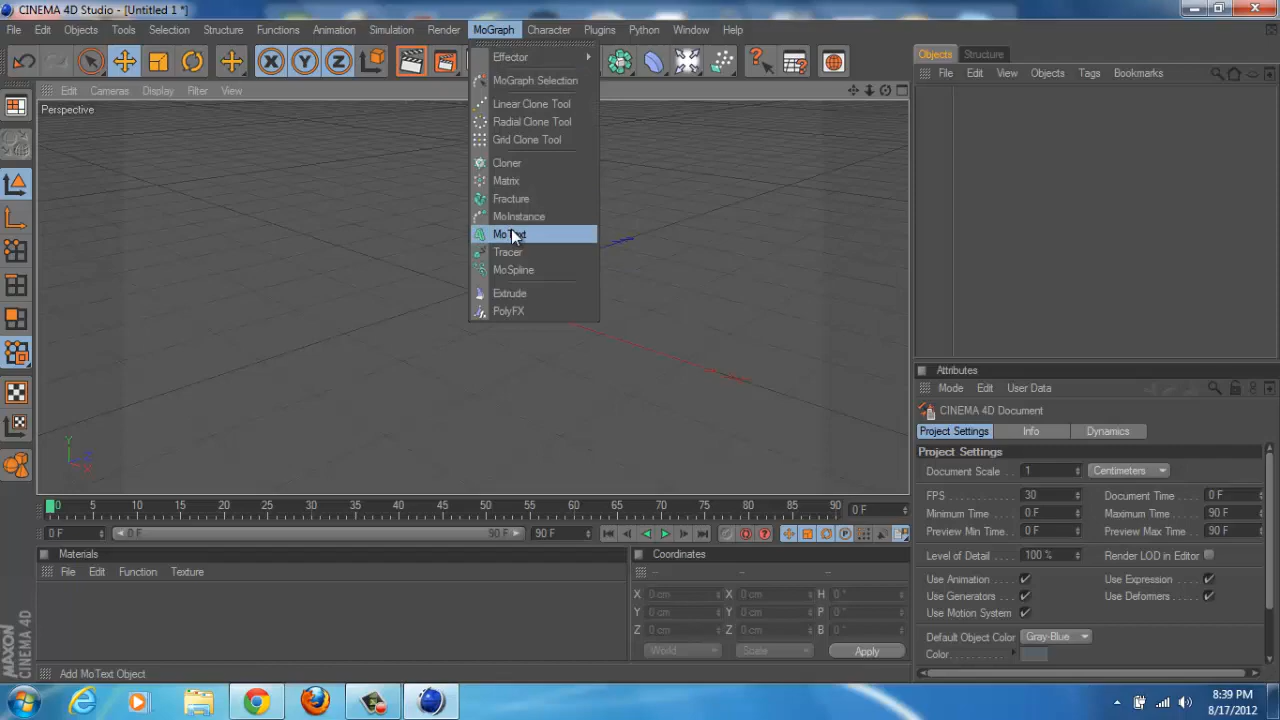 CINEMA 4D Studio - [Untitled 1 *]
File Edit Objects Tools Selection Structure Functions Animation Simulation Render MoGraph Character Plugins Python Window Help
Effector
MoGraph Selection
Linear Clone Tool
Radial Clone Tool
Grid Clone Tool
Cloner
Matrix
Fracture
MoInstance
MoText
Tracer
MoSpline
Extrude
PolyFX
X Y Z
Edit Cameras Display Filter View
Perspective
Y
Z
X
Objects Structure
File Edit View Objects Tags Bookmarks
Attributes
Mode Edit User Data
CINEMA 4D Document
Project Settings Info Dynamics
Project Settings
Document Scale 1 Centimeters
FPS . . . . . . . . . . 30 Document Time . . 0 F
Minimum Time . . . 0 F Maximum Time . . 90 F
Preview Min Time . . 0 F Preview Max Time . 90 F
Level of Detail . . . 100 % Render LOD in Editor
Use Animation . . . Use Expression . . .
Use Generators . . . Use Deformers . . .
Use Motion System
Default Object Color Gray-Blue
Color . . . . . . . .
0 5 10 15 20 25 30 35 40 45 50 55 60 65 70 75 80 85 90 0 F
0 F 0 F 90 F 90 F
Materials
File Edit Function Texture
Coordinates
-- -- --
X 0 cm X 0 cm H 0 °
Y 0 cm Y 0 cm P 0 °
Z 0 cm Z 0 cm B 0 °
World Scale Apply
MAXON CINEMA 4D
Add MoText Object
8:39 PM
8/17/2012